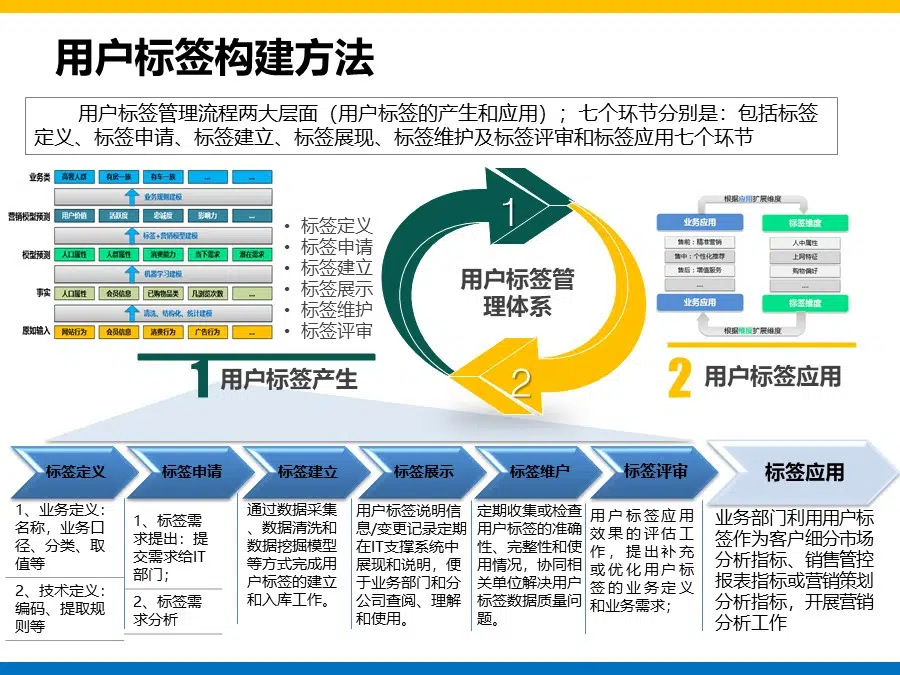 用户标签构建方法
用户标签管理流程两大层面（用户标签的产生和应用）；七个环节分别是：包括标签
定义、标签申请、标签建立、标签展现、标签维护及标签评审和标签应用七个环节
业务类 高管人群 有房一族 有车一族 ... ...
业务规则建模
营销模型预测 用户价值 活跃度 忠诚度 影响力 ...
标签+营销模型建模
模型预测 人口属性 人群属性 消费能力 当下需求 潜在需求
机器学习建模
事实 人口属性 会员信息 已购物品类 几浏览次数 ...
清洗、结构化、统计建模
原始输入 网站行为 会员信息 消费行为 广告行为 ...
• 标签定义
• 标签申请
• 标签建立
• 标签展示
• 标签维护
• 标签评审
1 用户标签产生
1
用户标签管
理体系
2
根据应用扩展维度
业务应用 标签维度
售前：精准营销 人中属性
售中：个性化推荐 上网特征
售后：增值服务 购物偏好
... ...
业务应用 标签维度
根据维度扩展维度
2 用户标签应用
标签定义
1、业务定义：
名称，业务口
径、分类、取
值等
2、技术定义：
编码、提取规
则等
标签申请
1、标签需
求提出：提
交需求给IT
部门；
2、标签需
求分析
标签建立
通过数据采集
、数据清洗和
数据挖掘模型
等方式完成用
户标签的建立
和入库工作。
标签展示
用户标签说明信
息/变更记录定期
在IT支撑系统中
展现和说明，便
于业务部门和分
公司查阅、理解
和使用。
标签维户
定期收集或检查
用户标签的准确
性、完整性和使
用情况，协同相
关单位解决用户
标签数据质量问
题。
标签评审
用户标签应用
效果的评估工
作，提出补充
或优化用户标
签的业务定义
和业务需求；
标签应用
业务部门利用用户标
签作为客户细分市场
分析指标、销售管控
报表指标或营销策划
分析指标，开展营销
分析工作